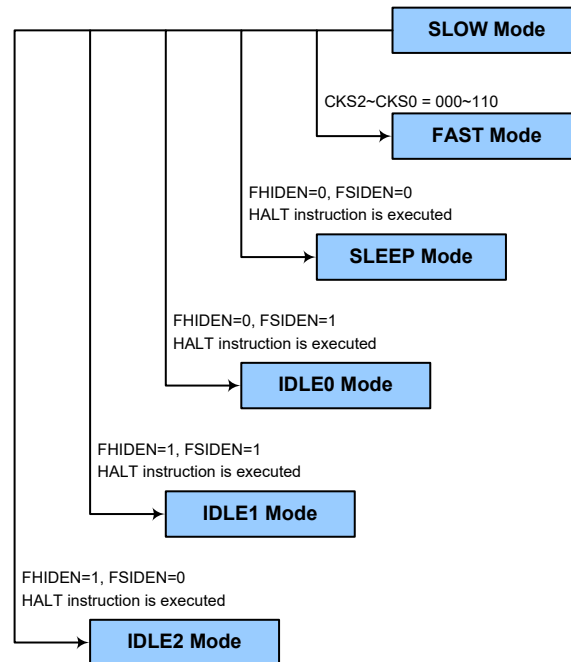 SLOW Mode
CKS2~CKS0 = 000~110
FAST Mode
FHIDEN=0, FSIDEN=0
HALT instruction is executed
SLEEP Mode
FHIDEN=0, FSIDEN=1
HALT instruction is executed
IDLE0 Mode
FHIDEN=1, FSIDEN=1
HALT instruction is executed
IDLE1 Mode
FHIDEN=1, FSIDEN=0
HALT instruction is executed
IDLE2 Mode